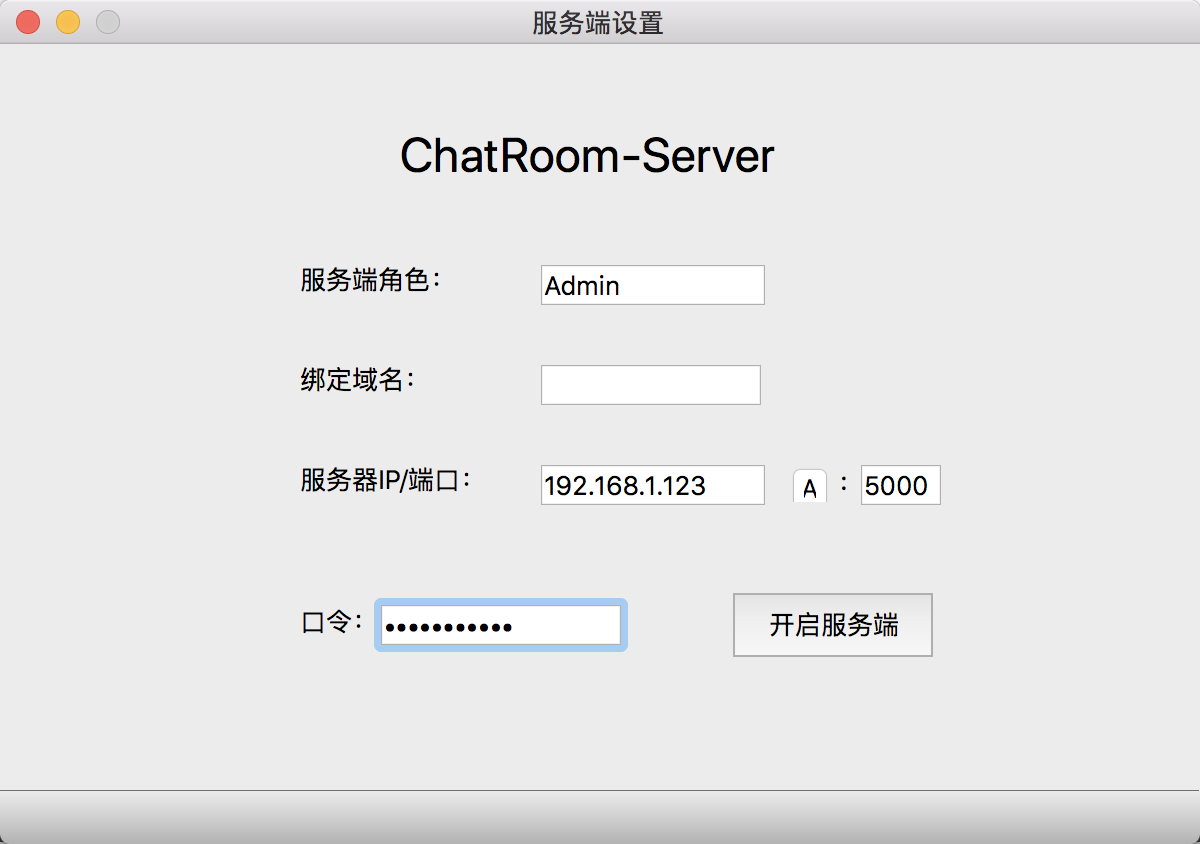 服务端设置
ChatRoom-Server
服务端角色： Admin
绑定域名：
服务器IP/端口： 192.168.1.123 A : 5000
口令： ••••••••••• 开启服务端